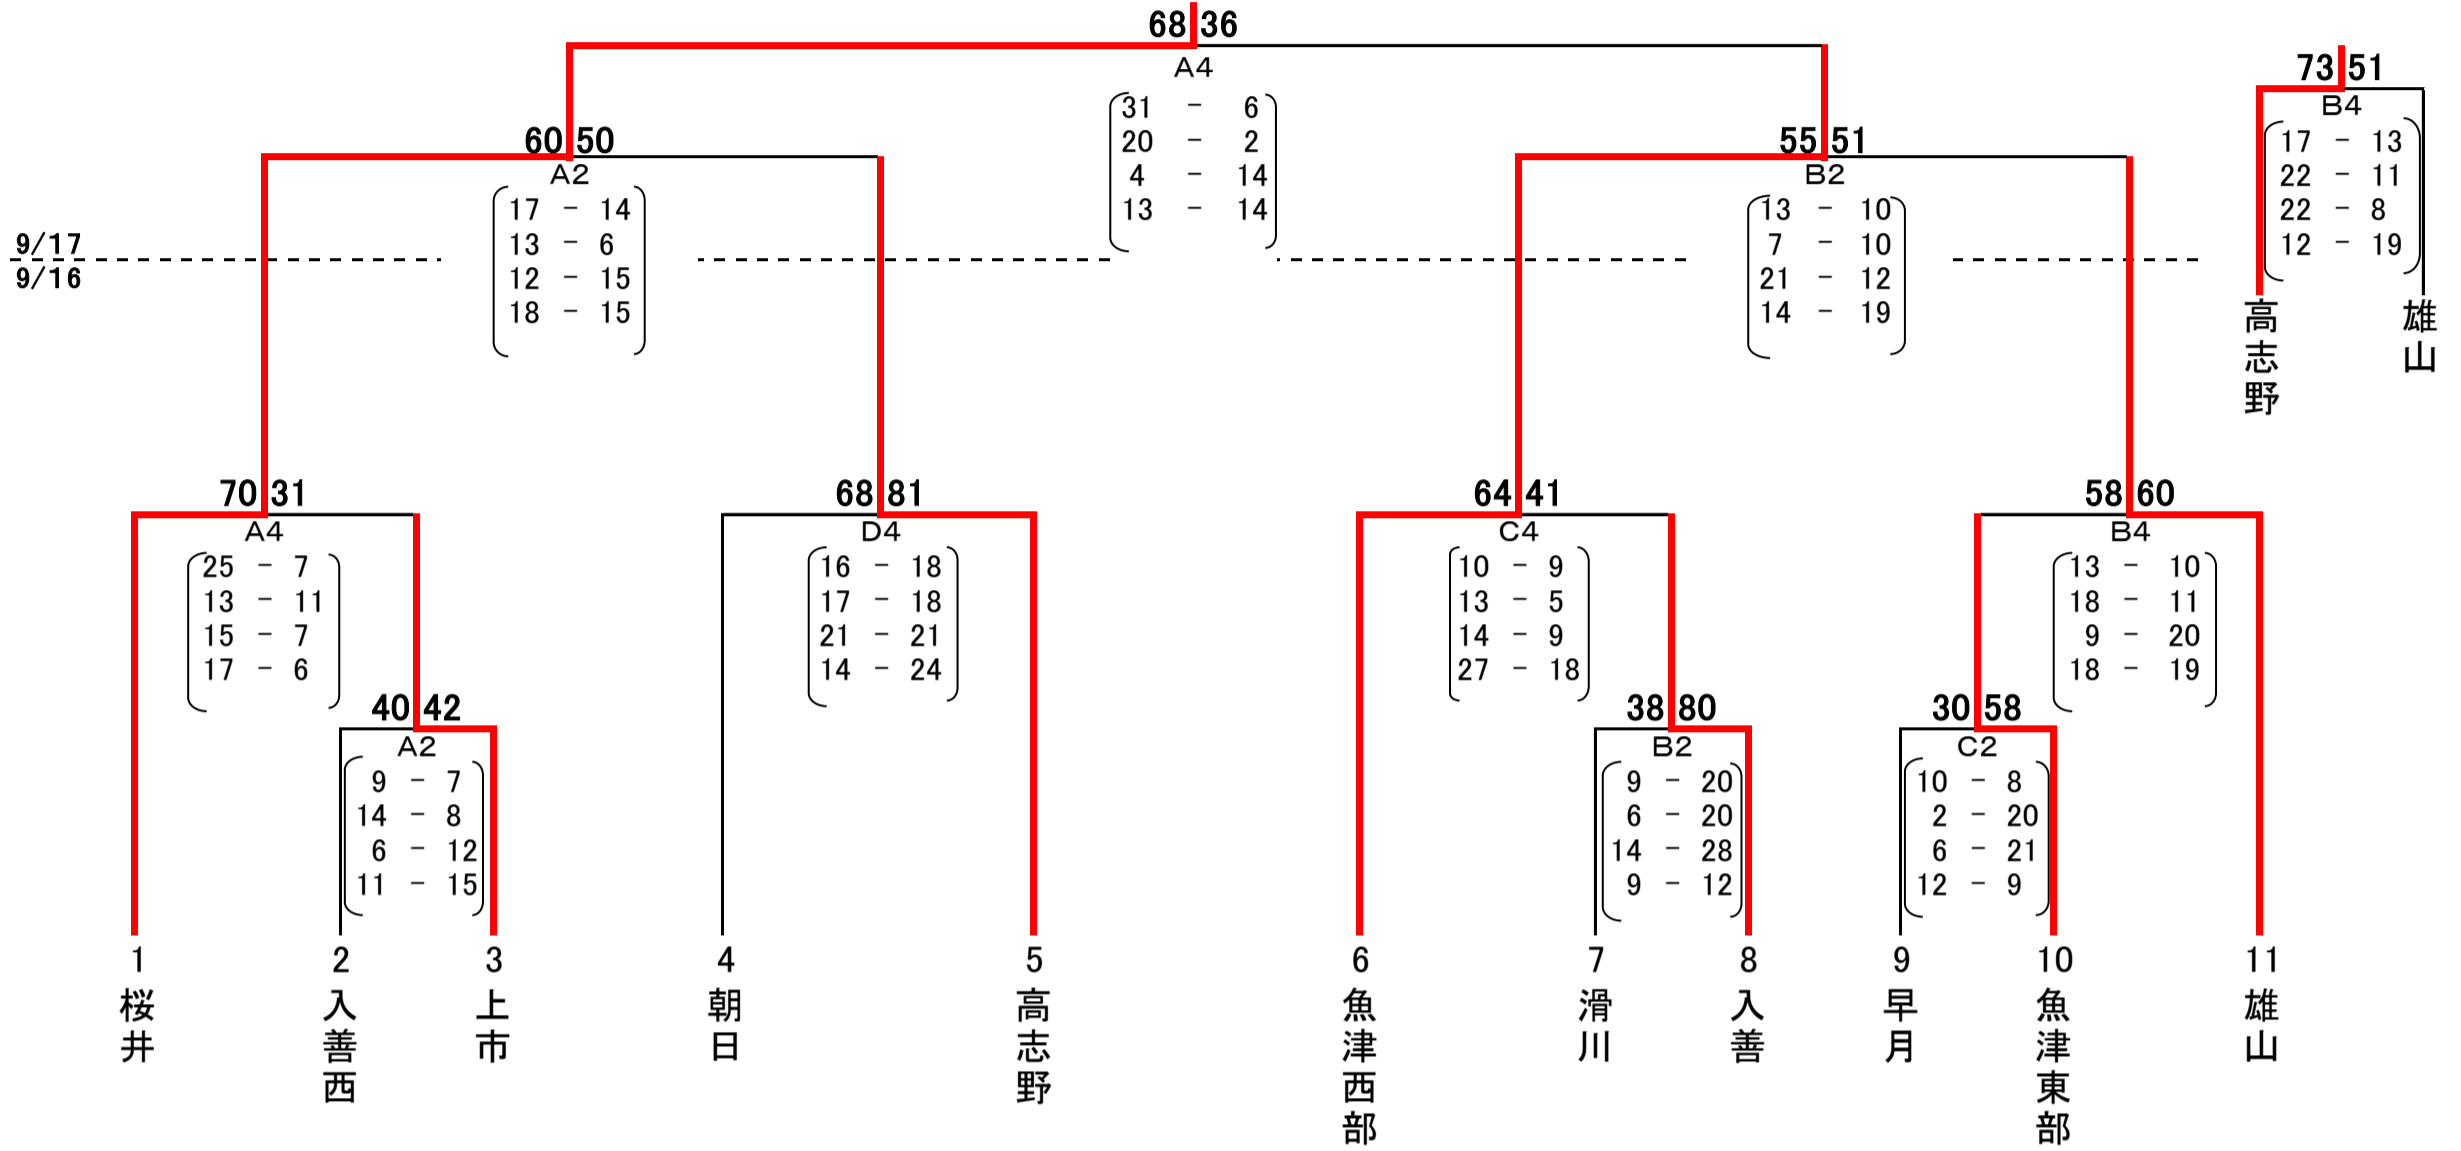 68 36
A4
31 - 6
20 - 2
4 - 14
13 - 14
73 51
B4
17 - 13
22 - 11
22 - 8
12 - 19
高志野
雄山
60 50
A2
17 - 14
13 - 6
12 - 15
18 - 15
55 51
B2
13 - 10
7 - 10
21 - 12
14 - 19
9/17
9/16
70 31
A4
25 - 7
13 - 11
15 - 7
17 - 6
68 81
D4
16 - 18
17 - 18
21 - 21
14 - 24
64 41
C4
10 - 9
13 - 5
14 - 9
27 - 18
58 60
B4
13 - 10
18 - 11
9 - 20
18 - 19
40 42
A2
9 - 7
14 - 8
6 - 12
11 - 15
38 80
B2
9 - 20
6 - 20
14 - 28
9 - 12
30 58
C2
10 - 8
2 - 20
6 - 21
12 - 9
1
桜井
2
入善西
3
上市
4
朝日
5
高志野
6
魚津西部
7
滑川
8
入善
9
早月
10
魚津東部
11
雄山